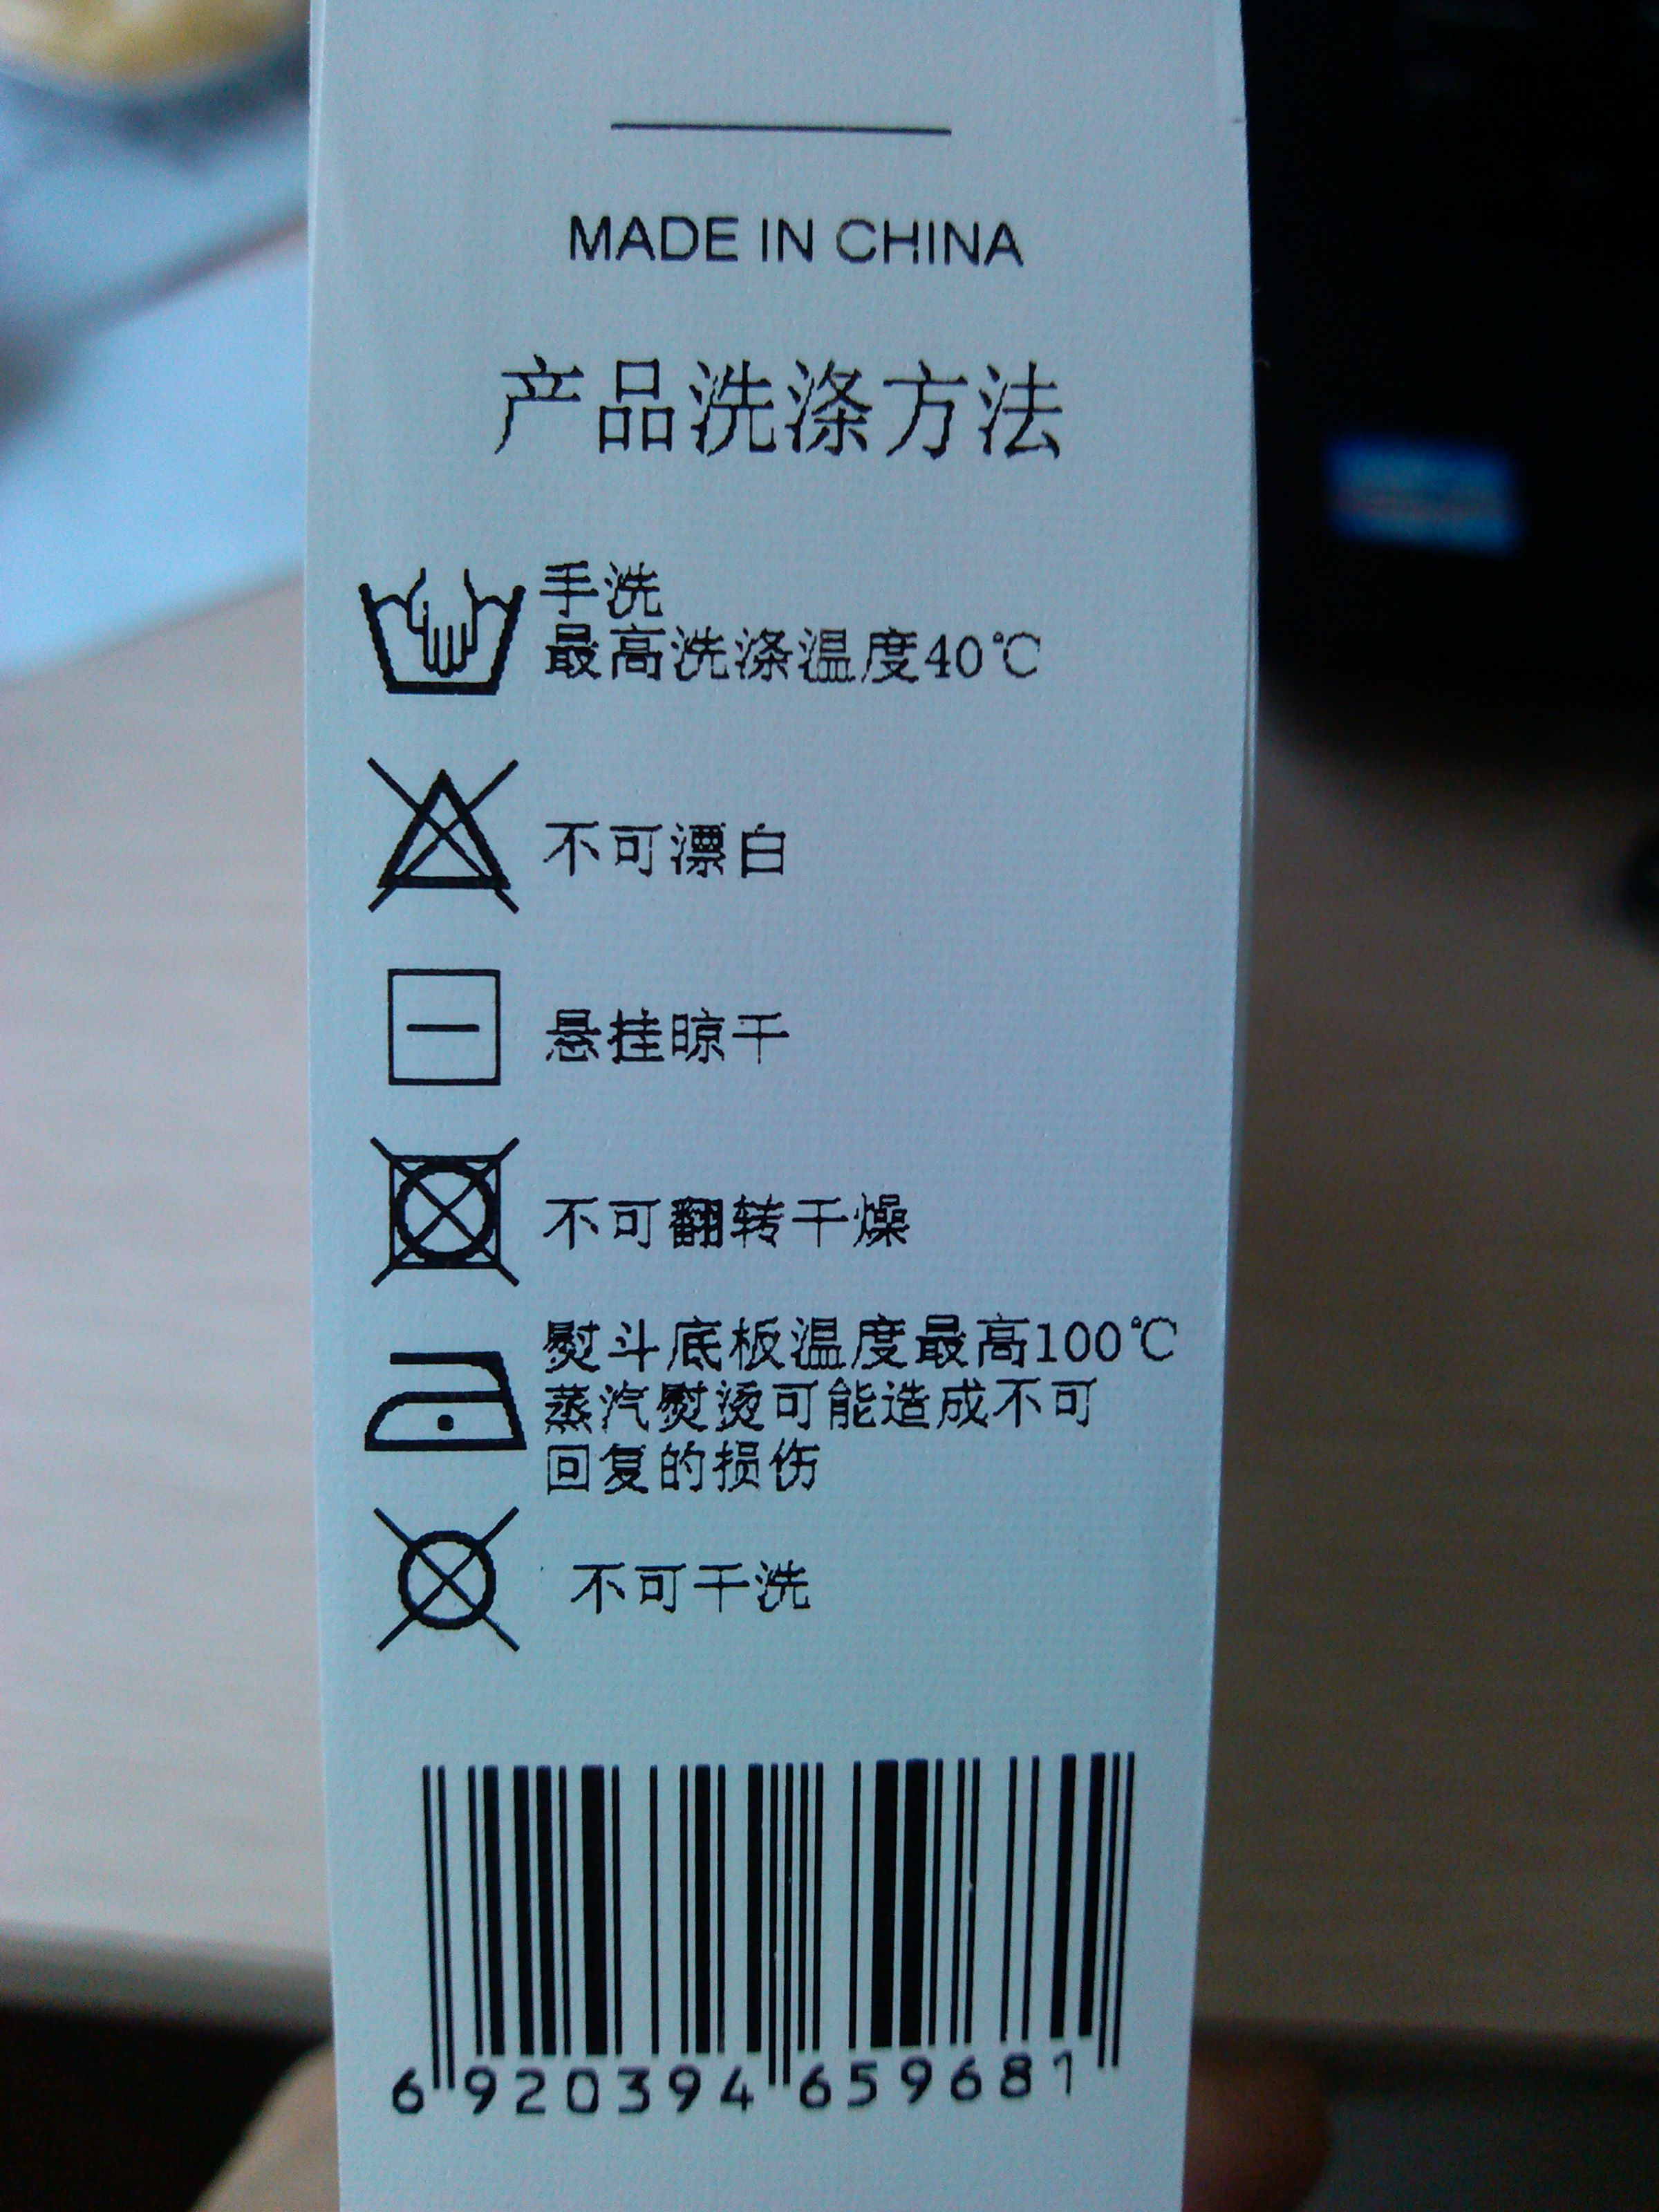 MADE IN CHINA
产品洗涤方法
手洗
最高洗涤温度40℃
不可漂白
悬挂晾干
不可翻转干燥
熨斗底板温度最高100℃
蒸汽熨烫可能造成不可
回复的损伤
不可干洗
6 920394 659681